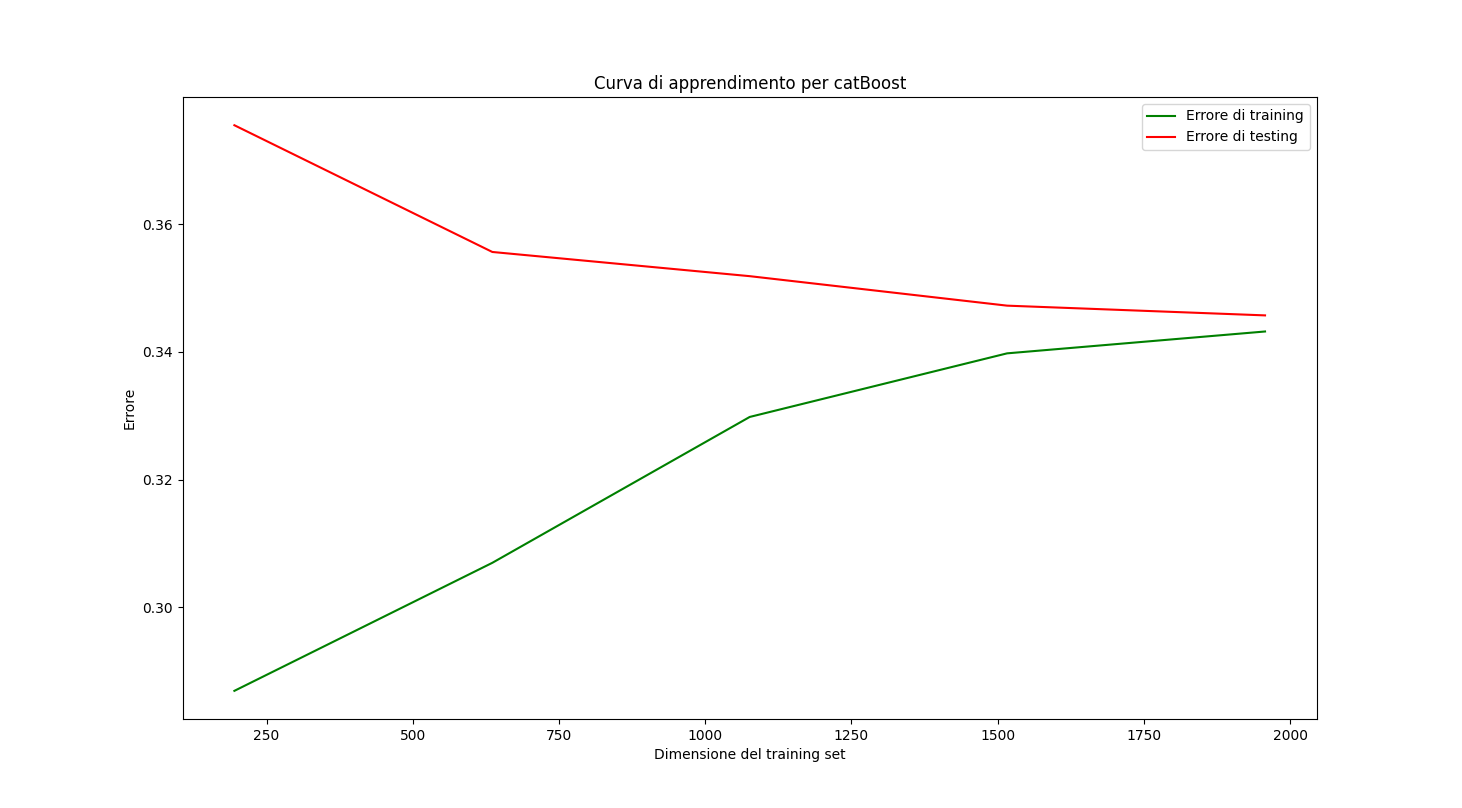 Curva di apprendimento per catBoost
Errore di training
Errore di testing
0.36
0.34
0.32
0.30
Errore
250 500 750 1000 1250 1500 1750 2000
Dimensione del training set